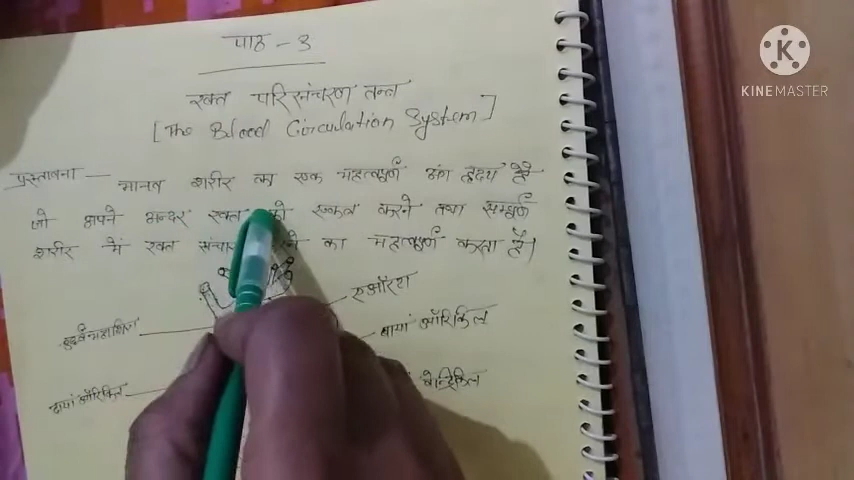 पाठ - 3
रक्त परिसंचरण तन्त्र
[The Blood Circulation System]
प्रस्तावना — मानव शरीर का एक महत्वपूर्ण अंग हृदय है
जो अपने अन्दर रक्त को एकत्र करने तथा सम्पूर्ण
शरीर में रक्त संचार का महत्वपूर्ण करता है।
एऑरटा
बायां ऑरिकिल
दायां ऑरिकिल
वेन्ट्रिकिल
K
KINEMASTER